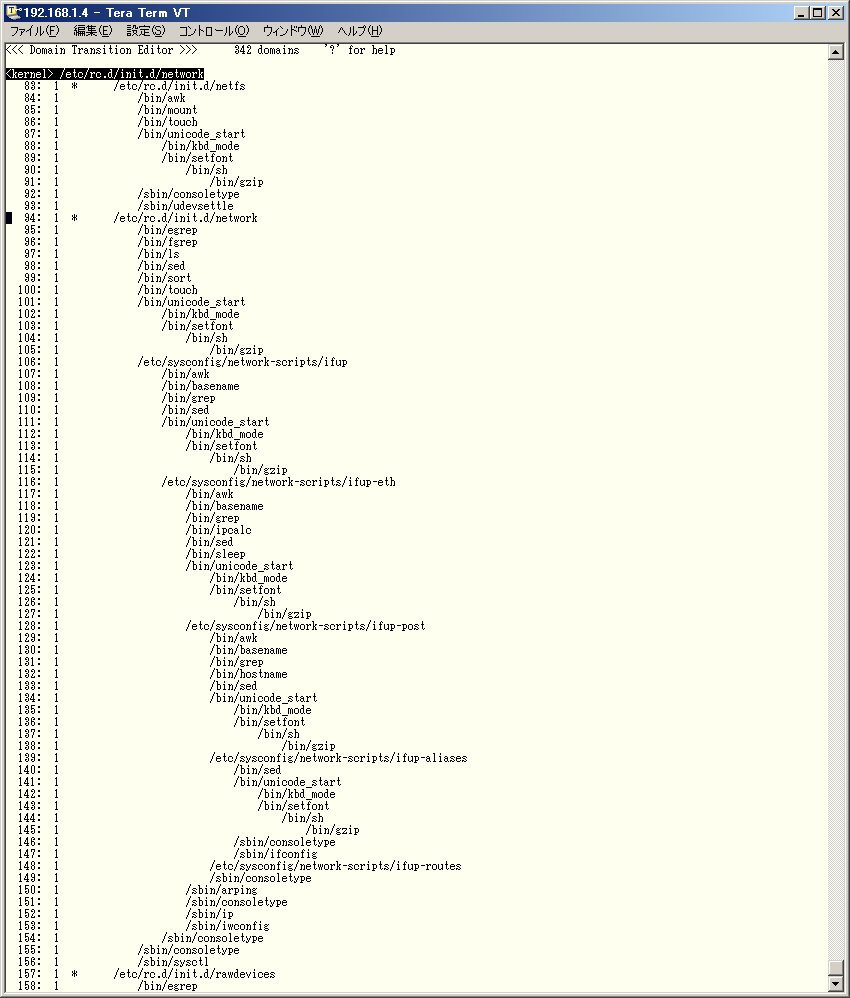 192.168.1.4 - Tera Term VT
ファイル(F) 編集(E) 設定(S) コントロール(O) ウィンドウ(W) ヘルプ(H)
<<< Domain Transition Editor >>> 342 domains '?' for help
<kernel> /etc/rc.d/init.d/network
83: 1 * /etc/rc.d/init.d/netfs
84: 1 /bin/awk
85: 1 /bin/mount
86: 1 /bin/touch
87: 1 /bin/unicode_start
88: 1 /bin/kbd_mode
89: 1 /bin/setfont
90: 1 /bin/sh
91: 1 /bin/gzip
92: 1 /sbin/consoletype
93: 1 /sbin/udevsettle
94: 1 * /etc/rc.d/init.d/network
95: 1 /bin/egrep
96: 1 /bin/fgrep
97: 1 /bin/ls
98: 1 /bin/sed
99: 1 /bin/sort
100: 1 /bin/touch
101: 1 /bin/unicode_start
102: 1 /bin/kbd_mode
103: 1 /bin/setfont
104: 1 /bin/sh
105: 1 /bin/gzip
106: 1 /etc/sysconfig/network-scripts/ifup
107: 1 /bin/awk
108: 1 /bin/basename
109: 1 /bin/grep
110: 1 /bin/sed
111: 1 /bin/unicode_start
112: 1 /bin/kbd_mode
113: 1 /bin/setfont
114: 1 /bin/sh
115: 1 /bin/gzip
116: 1 /etc/sysconfig/network-scripts/ifup-eth
117: 1 /bin/awk
118: 1 /bin/basename
119: 1 /bin/grep
120: 1 /bin/ipcalc
121: 1 /bin/sed
122: 1 /bin/sleep
123: 1 /bin/unicode_start
124: 1 /bin/kbd_mode
125: 1 /bin/setfont
126: 1 /bin/sh
127: 1 /bin/gzip
128: 1 /etc/sysconfig/network-scripts/ifup-post
129: 1 /bin/awk
130: 1 /bin/basename
131: 1 /bin/grep
132: 1 /bin/hostname
133: 1 /bin/sed
134: 1 /bin/unicode_start
135: 1 /bin/kbd_mode
136: 1 /bin/setfont
137: 1 /bin/sh
138: 1 /bin/gzip
139: 1 /etc/sysconfig/network-scripts/ifup-aliases
140: 1 /bin/sed
141: 1 /bin/unicode_start
142: 1 /bin/kbd_mode
143: 1 /bin/setfont
144: 1 /bin/sh
145: 1 /bin/gzip
146: 1 /sbin/consoletype
147: 1 /sbin/ifconfig
148: 1 /etc/sysconfig/network-scripts/ifup-routes
149: 1 /sbin/consoletype
150: 1 /sbin/arping
151: 1 /sbin/consoletype
152: 1 /sbin/ip
153: 1 /sbin/iwconfig
154: 1 /sbin/consoletype
155: 1 /sbin/consoletype
156: 1 /sbin/sysctl
157: 1 * /etc/rc.d/init.d/rawdevices
158: 1 /bin/egrep